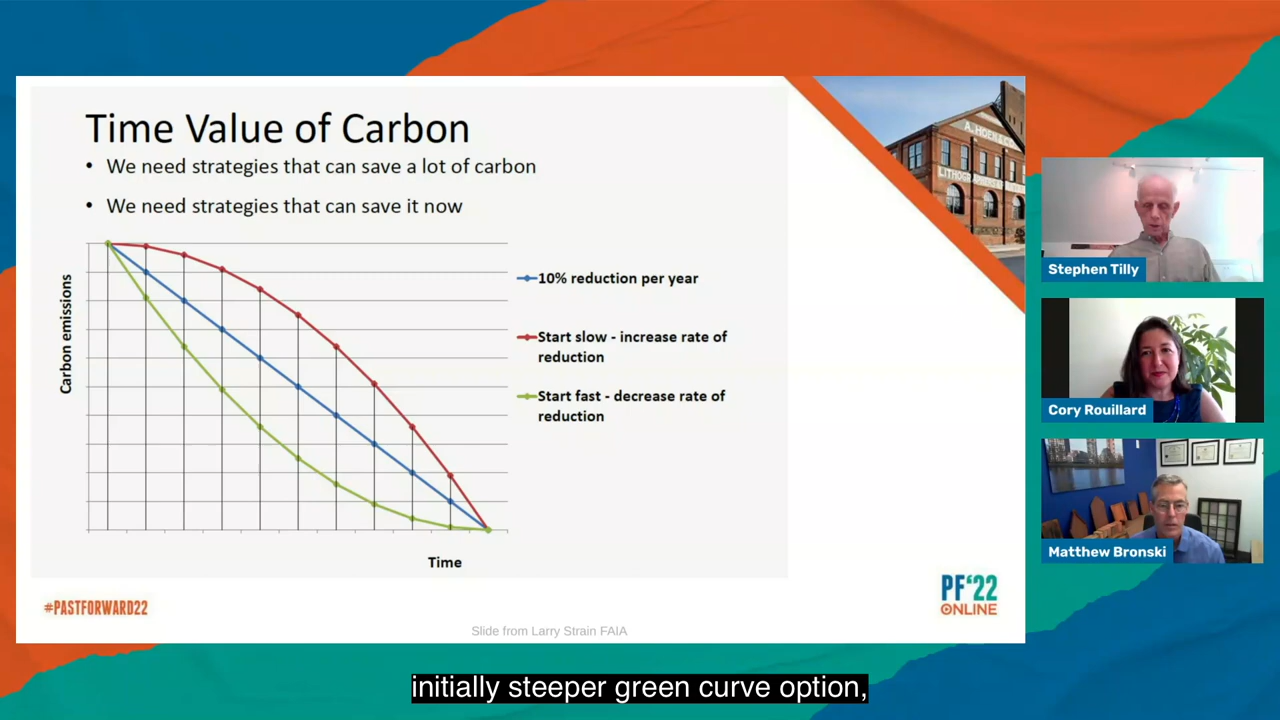 Time Value of Carbon
• We need strategies that can save a lot of carbon
• We need strategies that can save it now
Carbon emissions
10% reduction per year
Start slow - increase rate of
reduction
Start fast - decrease rate of
reduction
Time
#PASTFORWARD22
Slide from Larry Strain FAIA
PF'22
ONLINE
A. HOEN & CO.
Stephen Tilly
Cory Rouillard
Matthew Bronski
initially steeper green curve option,